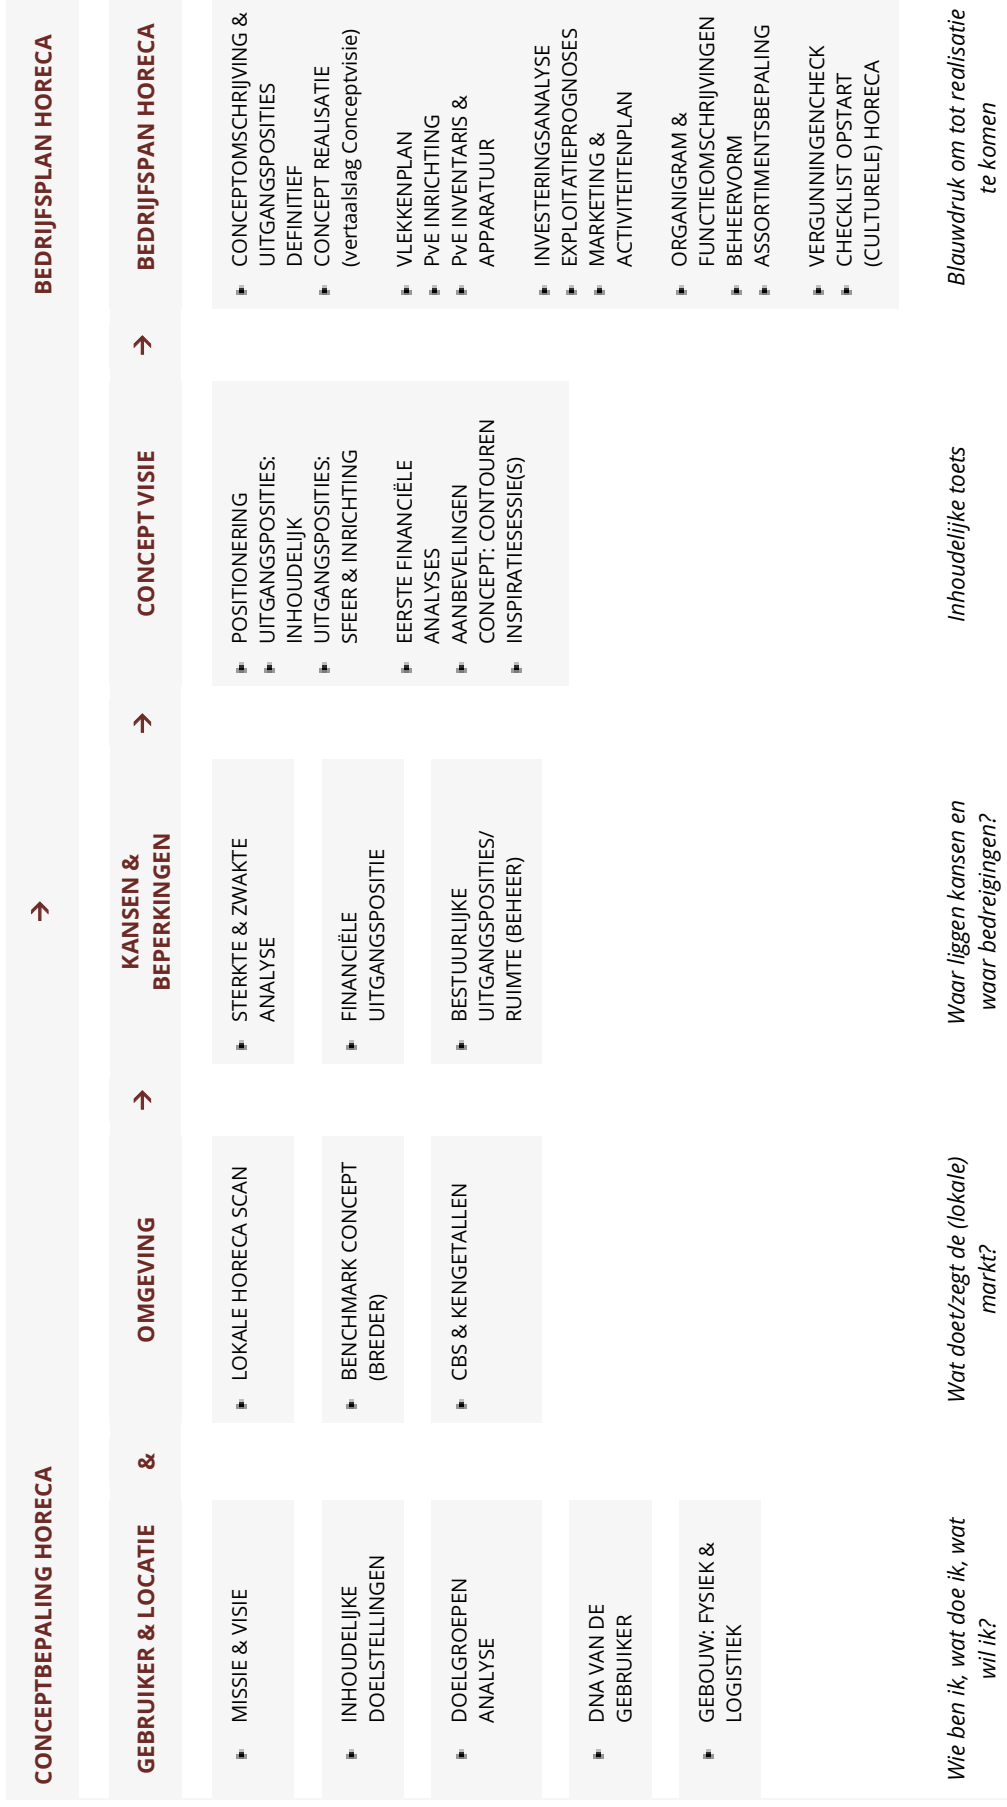 CONCEPTBEPALING HORECA
→
BEDRIJFSPLAN HORECA
GEBRUIKER & LOCATIE
&
OMGEVING
→
KANSEN &
BEPERKINGEN
→
CONCEPT VISIE
→
BEDRIJFSPAN HORECA
MISSIE & VISIE
INHOUDELIJKE
DOELSTELLINGEN
DOELGROEPEN
ANALYSE
DNA VAN DE
GEBRUIKER
GEBOUW: FYSIEK &
LOGISTIEK
LOKALE HORECA SCAN
BENCHMARK CONCEPT
(BREDER)
CBS & KENGETALLEN
STERKTE & ZWAKTE
ANALYSE
FINANCIËLE
UITGANGSPOSITIE
BESTUURLIJKE
UITGANGSPOSITIES/
RUIMTE (BEHEER)
POSITIONERING
UITGANGSPOSITIES:
INHOUDELIJK
UITGANGSPOSITIES:
SFEER & INRICHTING
EERSTE FINANCIËLE
ANALYSES
AANBEVELINGEN
CONCEPT: CONTOUREN
INSPIRATIESESSIE(S)
CONCEPTOMSCHRIJVING &
UITGANGSPOSITIES
DEFINITIEF
CONCEPT REALISATIE
(vertaalslag Conceptvisie)
VLEKKENPLAN
PvE INRICHTING
PvE INVENTARIS &
APPARATUUR
INVESTERINGSANALYSE
EXPLOITATIEPROGNOSES
MARKETING &
ACTIVITEITENPLAN
ORGANIGRAM &
FUNCTIEOMSCHRIJVINGEN
BEHEERVORM
ASSORTIMENTSBEPALING
VERGUNNINGENCHECK
CHECKLIST OPSTART
(CULTURELE) HORECA
Wie ben ik, wat doe ik, wat
wil ik?
Wat doet/zegt de (lokale)
markt?
Waar liggen kansen en
waar bedreigingen?
Inhoudelijke toets
Blauwdruk om tot realisatie
te komen